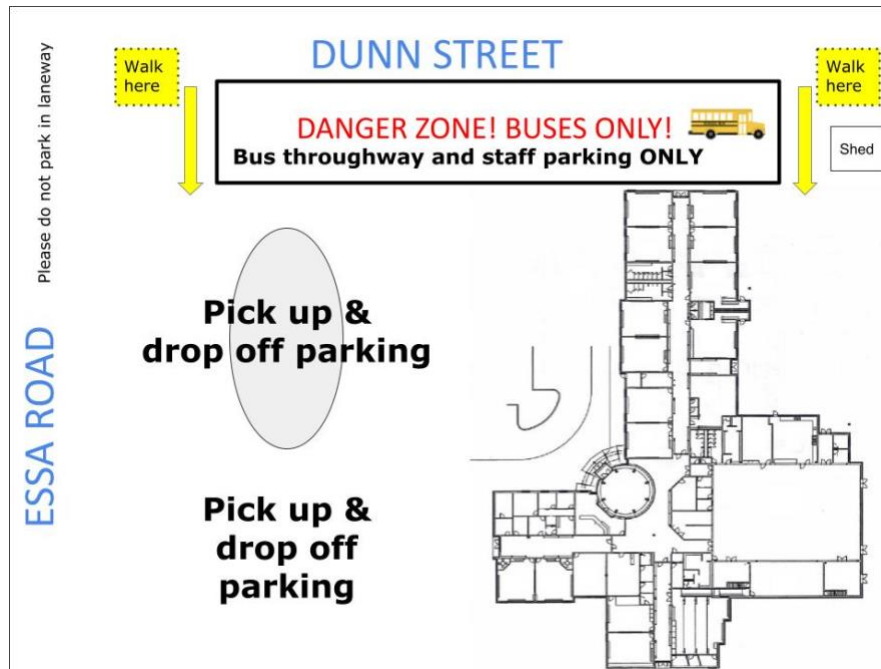 DUNN STREET
Walk
here
Walk
here
DANGER ZONE! BUSES ONLY!
Bus throughway and staff parking ONLY
Shed
Please do not park in laneway
ESSA ROAD
Pick up &
drop off parking
Pick up &
drop off
parking